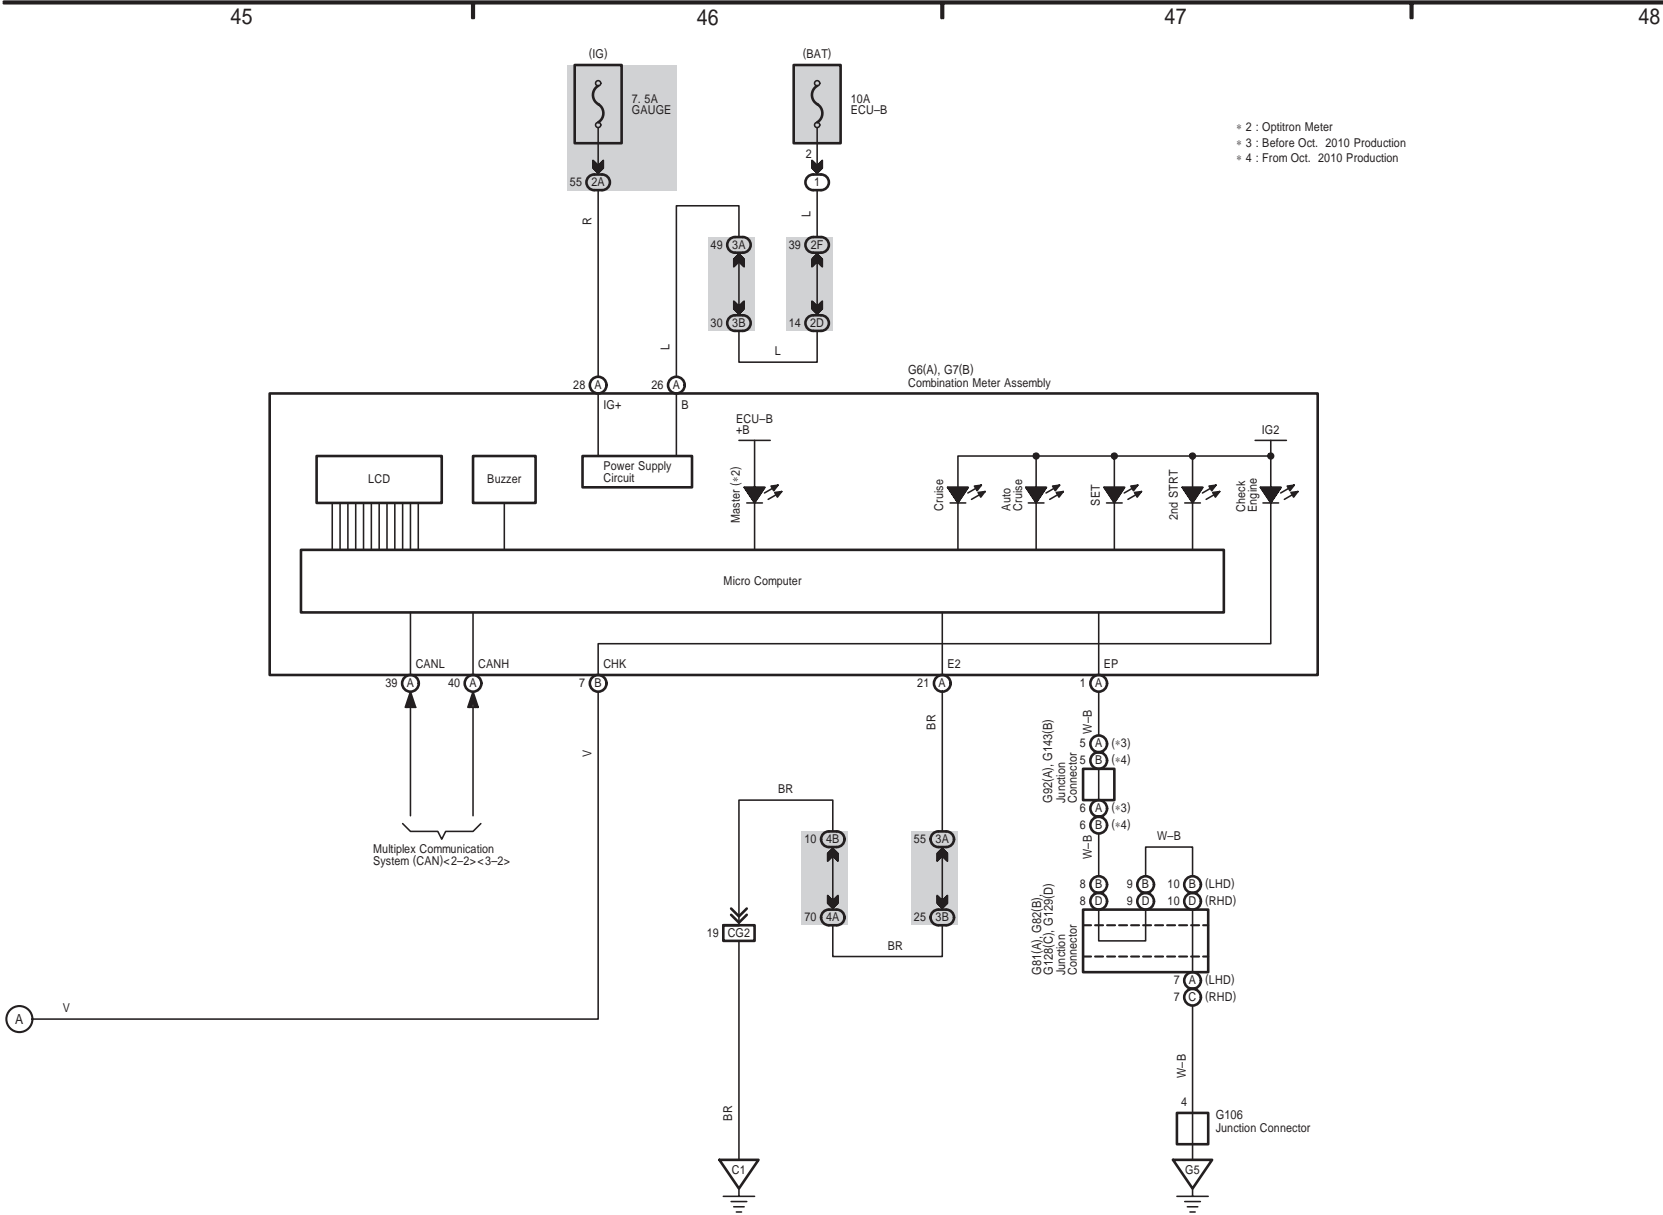 45
46
47
48
(IG)
(BAT)
7. 5A
GAUGE
10A
ECU–B
∗ 2 : Optitron Meter
∗ 3 : Before Oct. 2010 Production
∗ 4 : From Oct. 2010 Production
2
55 2A
1
R
L
49 3A
39 2F
30 3B
14 2D
L
L
G6(A), G7(B)
Combination Meter Assembly
28 A
26 A
IG+
B
ECU–B
+B
IG2
LCD
Buzzer
Power Supply
Circuit
Master (∗2)
Cruise
Auto
Cruise
SET
2nd STRT
Check
Engine
Micro Computer
CANL
CANH
CHK
E2
EP
39 A
40 A
7 B
21 A
1 A
V
BR
W–B
5 A (∗3)
5 B (∗4)
G92(A), G143(B)
Junction
Connector
6 A (∗3)
6 B (∗4)
W–B
BR
10 4B
55 3A
W–B
Multiplex Communication
System (CAN)<2–2><3–2>
8 B
9 B
10 B (LHD)
8 D
9 D
10 D (RHD)
70 4A
25 3B
19 CG2
BR
G81(A), G82(B),
G128(C), G129(D)
Junction
Connector
7 A (LHD)
7 C (RHD)
A
V
W–B
BR
4
G106
Junction Connector
C1
G5